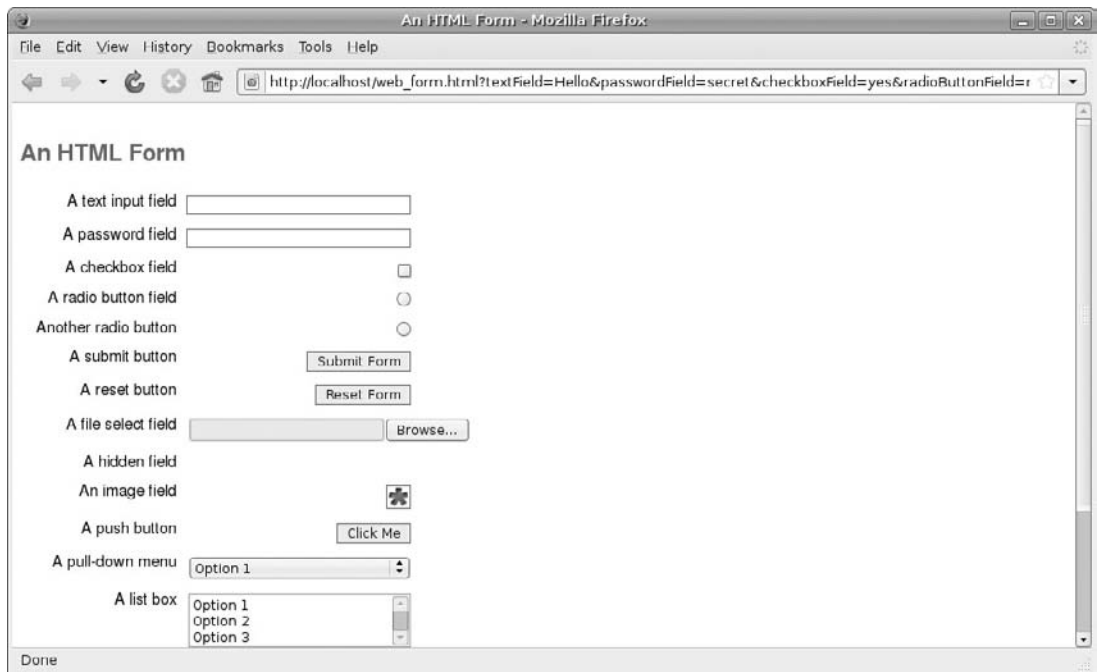 An HTML Form - Mozilla Firefox
File Edit View History Bookmarks Tools Help
http://localhost/web_form.html?textField=Hello&passwordField=secret&checkboxField=yes&radioButtonField=r
An HTML Form
A text input field
A password field
A checkbox field
A radio button field
Another radio button
A submit button Submit Form
A reset button Reset Form
A file select field Browse...
A hidden field
An image field
A push button Click Me
A pull-down menu Option 1
A list box Option 1
Option 2
Option 3
Done